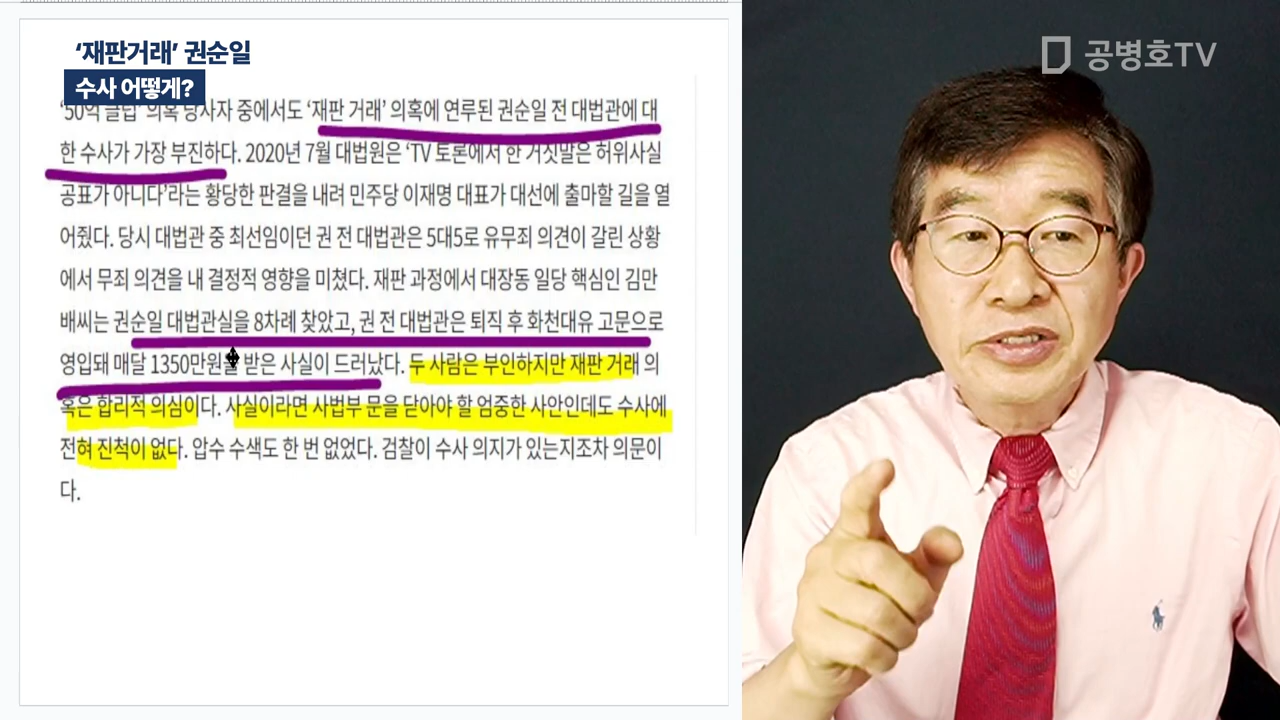 ‘재판거래’ 권순일
수사 어떻게?
공병호TV
‘50억 클럽’ 의혹 당사자 중에서도 ‘재판 거래’ 의혹에 연루된 권순일 전 대법관에 대
한 수사가 가장 부진하다. 2020년 7월 대법원은 ‘TV 토론에서 한 거짓말은 허위사실
공표가 아니다’라는 황당한 판결을 내려 민주당 이재명 대표가 대선에 출마할 길을 열
어줬다. 당시 대법관 중 최선임이던 권 전 대법관은 5대5로 유무죄 의견이 갈린 상황
에서 무죄 의견을 내 결정적 영향을 미쳤다. 재판 과정에서 대장동 일당 핵심인 김만
배씨는 권순일 대법관실을 8차례 찾았고, 권 전 대법관은 퇴직 후 화천대유 고문으로
영입돼 매달 1350만원을 받은 사실이 드러났다. 두 사람은 부인하지만 재판 거래 의
혹은 합리적 의심이다. 사실이라면 사법부 문을 닫아야 할 엄중한 사안인데도 수사에
전혀 진척이 없다. 압수 수색도 한 번 없었다. 검찰이 수사 의지가 있는지조차 의문이
다.